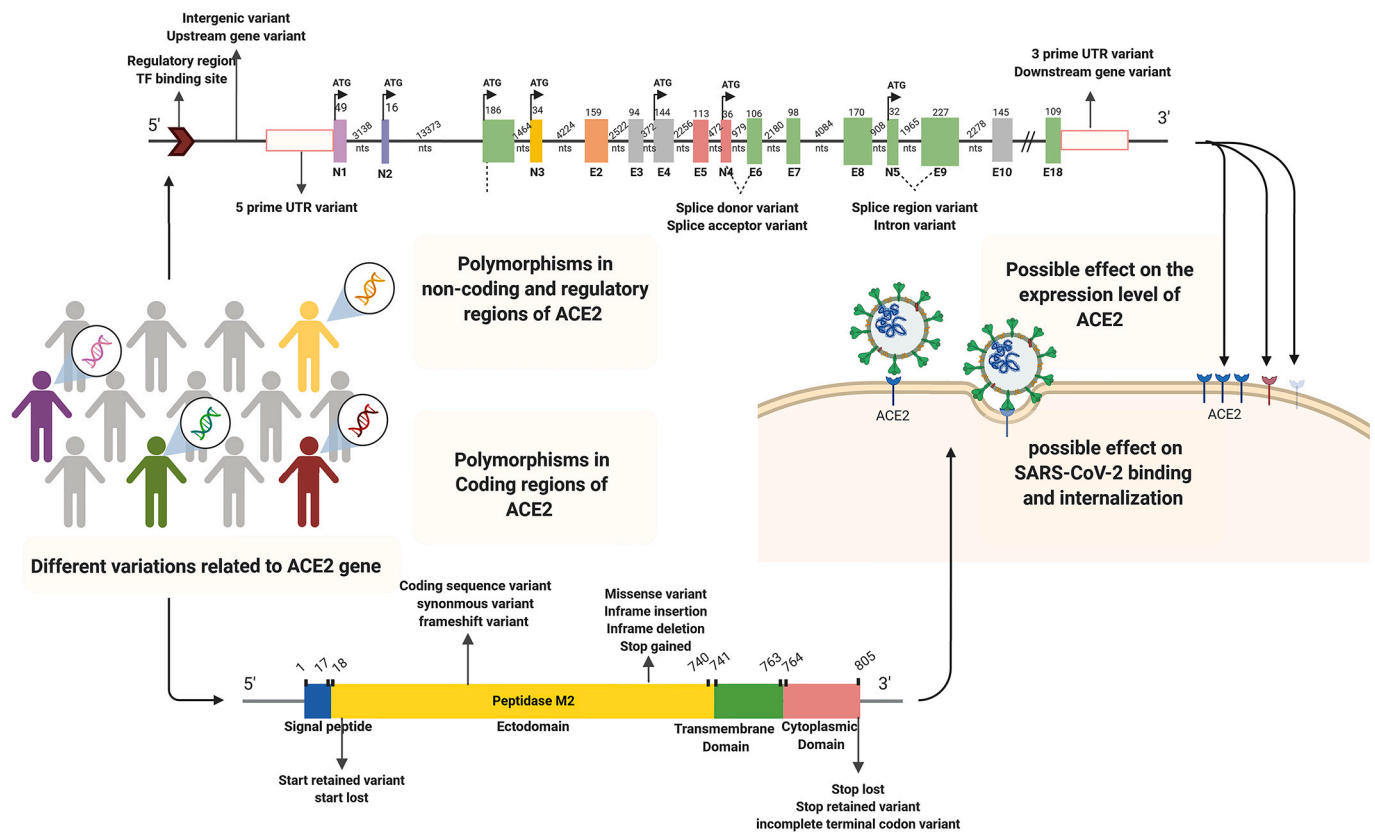 Intergenic variant
Upstream gene variant
Regulatory region
TF binding site
3 prime UTR variant
Downstream gene variant
ATG ATG ATG ATG ATG ATG ATG
5' 49 16 186 34 159 94 144 113 36 106 98 170 32 227 145 109 3'
3138 13373 1464 4224 2522 372 2256 472 979 2180 4084 908 1965 2278
nts nts nts nts nts nts nts nts nts nts nts nts nts nts
N1 N2 N3 E2 E3 E4 E5 N4 E6 E7 E8 N5 E9 E10 E18
5 prime UTR variant
Splice donor variant
Splice acceptor variant
Splice region variant
Intron variant
Polymorphisms in
non-coding and regulatory
regions of ACE2
Possible effect on the
expression level of
ACE2
ACE2
ACE2
Polymorphisms in
Coding regions of
ACE2
possible effect on
SARS-CoV-2 binding
and internalization
Different variations related to ACE2 gene
Coding sequence variant
synonmous variant
frameshift variant
Missense variant
Inframe insertion
Inframe deletion
Stop gained
5' 1 17 18 740 741 763 764 805 3'
Peptidase M2
Signal peptide
Ectodomain
Transmembrane
Domain
Cytoplasmic
Domain
Start retained variant
start lost
Stop lost
Stop retained variant
incomplete terminal codon variant